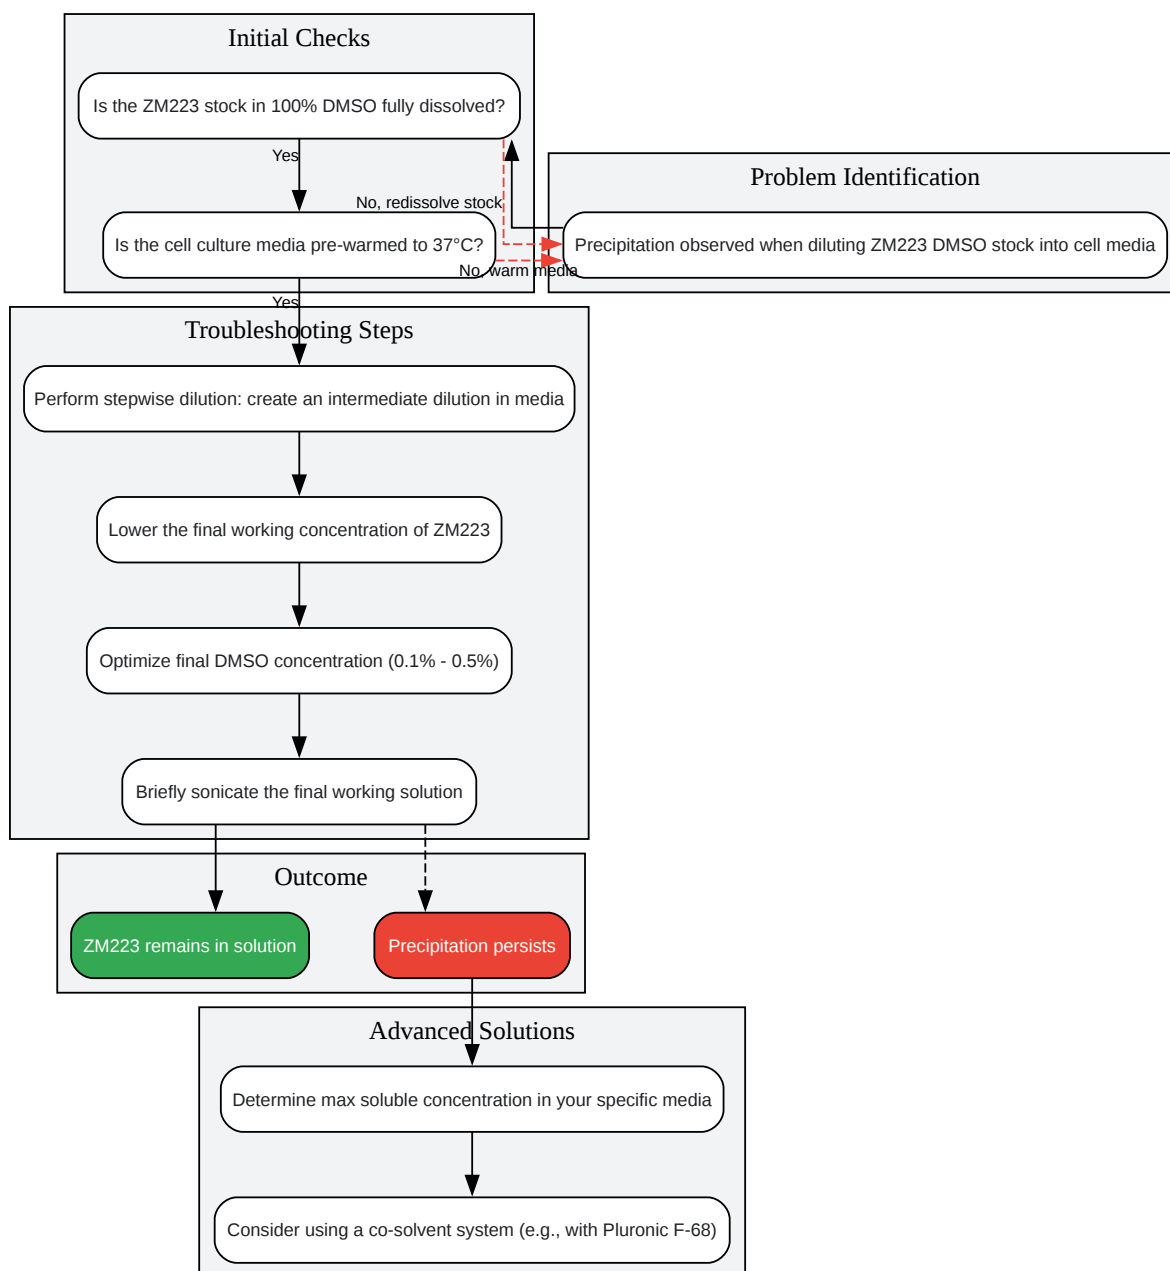 Initial Checks
Is the ZM223 stock in 100% DMSO fully dissolved?
Yes
No, redissolve stock
Is the cell culture media pre-warmed to 37°C?
No, warm media
Problem Identification
Precipitation observed when diluting ZM223 DMSO stock into cell media
Yes
Troubleshooting Steps
Perform stepwise dilution: create an intermediate dilution in media
Lower the final working concentration of ZM223
Optimize final DMSO concentration (0.1% - 0.5%)
Briefly sonicate the final working solution
Outcome
ZM223 remains in solution
Precipitation persists
Advanced Solutions
Determine max soluble concentration in your specific media
Consider using a co-solvent system (e.g., with Pluronic F-68)